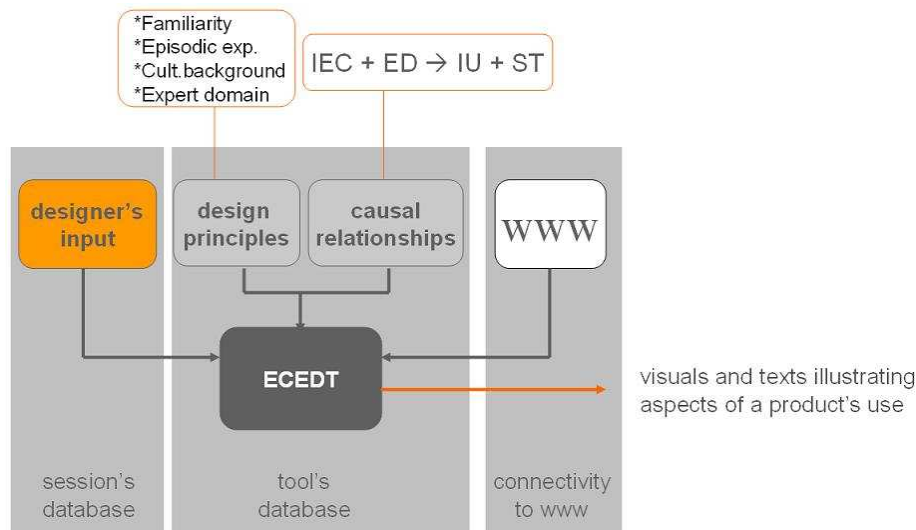 *Familiarity
*Episodic exp.
*Cult.background
*Expert domain
IEC + ED → IU + ST
designer's
input
design
principles
causal
relationships
WWW
ECEDT
visuals and texts illustrating
aspects of a product's use
session's
database
tool's
database
connectivity
to www